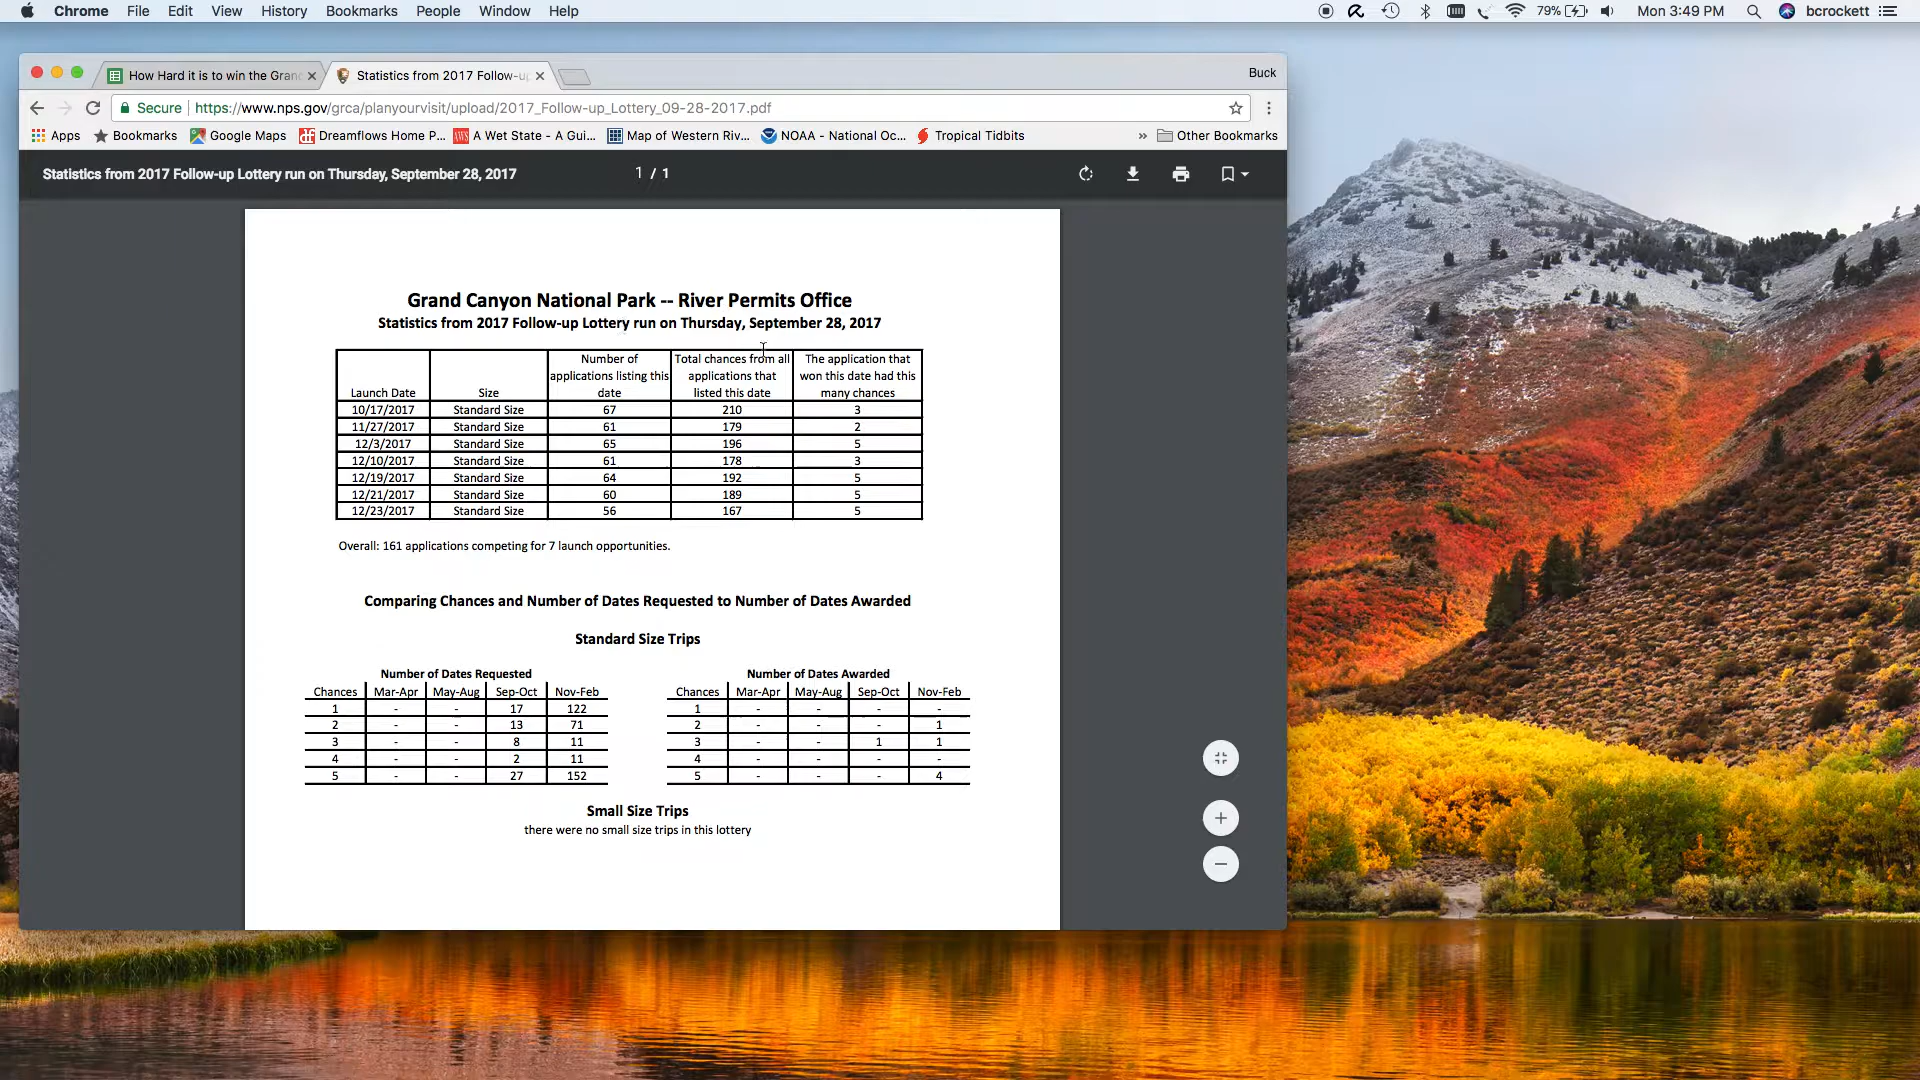 Chrome File Edit View History Bookmarks People Window Help 79% Mon 3:49 PM bcrockett
How Hard it is to win the Gran Statistics from 2017 Follow-up Buck
Secure https://www.nps.gov/grca/planyourvisit/upload/2017_Follow-up_Lottery_09-28-2017.pdf
Apps Bookmarks Google Maps Dreamflows Home P... A Wet State - A Gui... Map of Western Riv... NOAA - National Oc... Tropical Tidbits » Other Bookmarks
Statistics from 2017 Follow-up Lottery run on Thursday, September 28, 2017 1 / 1
Grand Canyon National Park -- River Permits Office
Statistics from 2017 Follow-up Lottery run on Thursday, September 28, 2017
Number of Total chances from all The application that
applications listing this applications that won this date had this
Launch Date Size date listed this date many chances
10/17/2017 Standard Size 67 210 3
11/27/2017 Standard Size 61 179 2
12/3/2017 Standard Size 65 196 5
12/10/2017 Standard Size 61 178 3
12/19/2017 Standard Size 64 192 5
12/21/2017 Standard Size 60 189 5
12/23/2017 Standard Size 56 167 5
Overall: 161 applications competing for 7 launch opportunities.
Comparing Chances and Number of Dates Requested to Number of Dates Awarded
Standard Size Trips
Number of Dates Requested Number of Dates Awarded
Chances Mar-Apr May-Aug Sep-Oct Nov-Feb Chances Mar-Apr May-Aug Sep-Oct Nov-Feb
1 - - 17 122 1 - - - -
2 - - 13 71 2 - - - 1
3 - - 8 11 3 - - 1 1
4 - - 2 11 4 - - - -
5 - - 27 152 5 - - - 4
Small Size Trips
there were no small size trips in this lottery